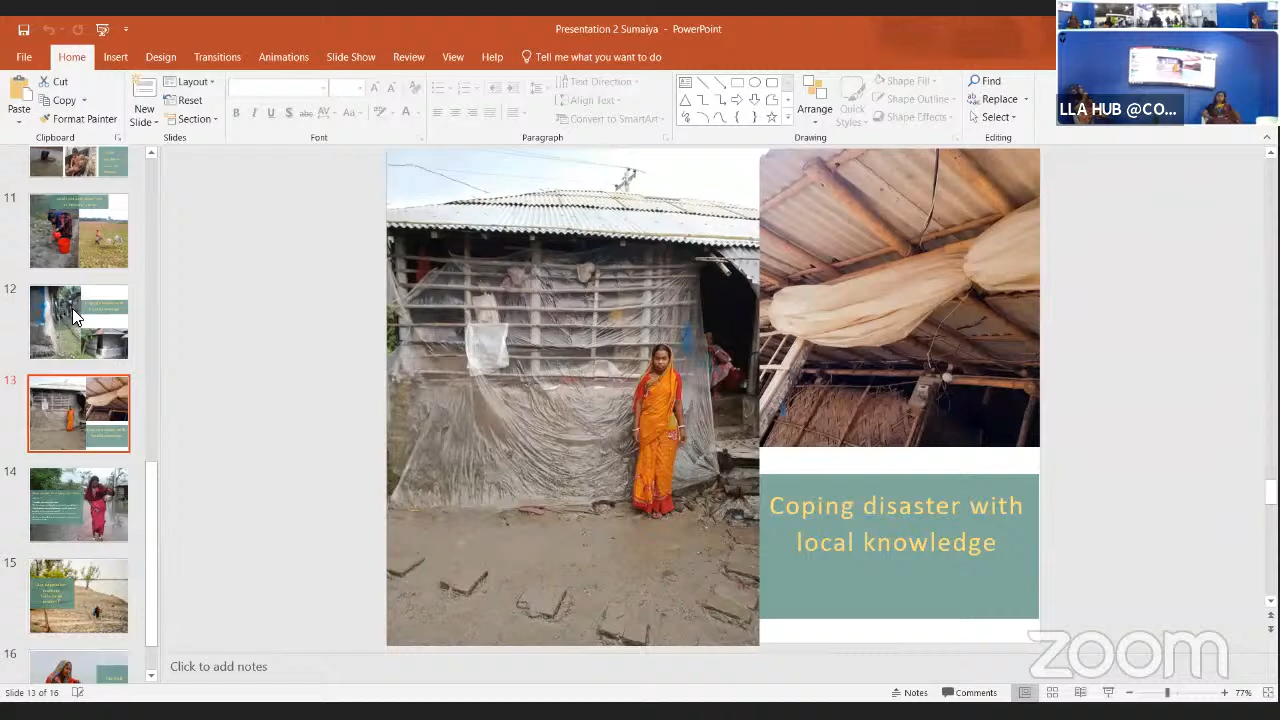 Presentation 2 Sumaiya - PowerPoint
File
Home
Insert
Design
Transitions
Animations
Slide Show
Review
View
Help
Tell me what you want to do
Paste
Cut
Copy
Format Painter
Clipboard
New
Slide
Layout
Reset
Section
Slides
B
I
U
S
abc
AV
Aa
A
Font
Text Direction
Align Text
Convert to SmartArt
Paragraph
Arrange
Quick
Styles
Shape Fill
Shape Outline
Shape Effects
Drawing
Find
Replace
Select
Editing
LLA HUB @CO...
11
12
13
14
15
16
Coping disaster with
local knowledge
Click to add notes
zoom
Slide 13 of 16
Notes
Comments
77%